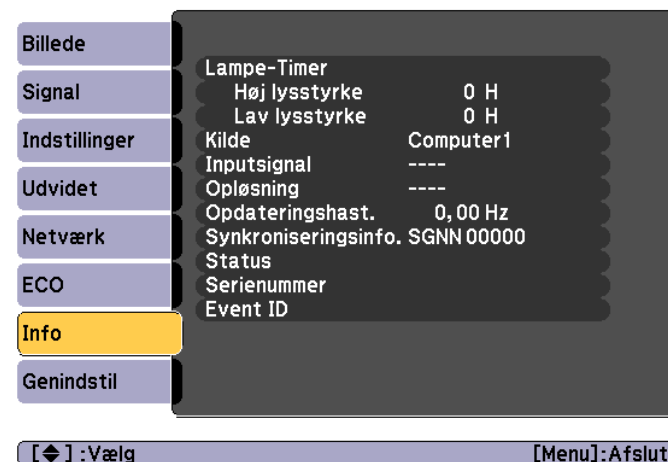 Billede
Signal
Indstillinger
Udvidet
Netværk
ECO
Info
Genindstil
Lampe-Timer
Høj lysstyrke 0 H
Lav lysstyrke 0 H
Kilde Computer1
Inputsignal ----
Opløsning ----
Opdateringshast. 0,00 Hz
Synkroniseringsinfo. SGNN 00000
Status
Serienummer
Event ID
[◆]:Vælg [Menu]:Afslut